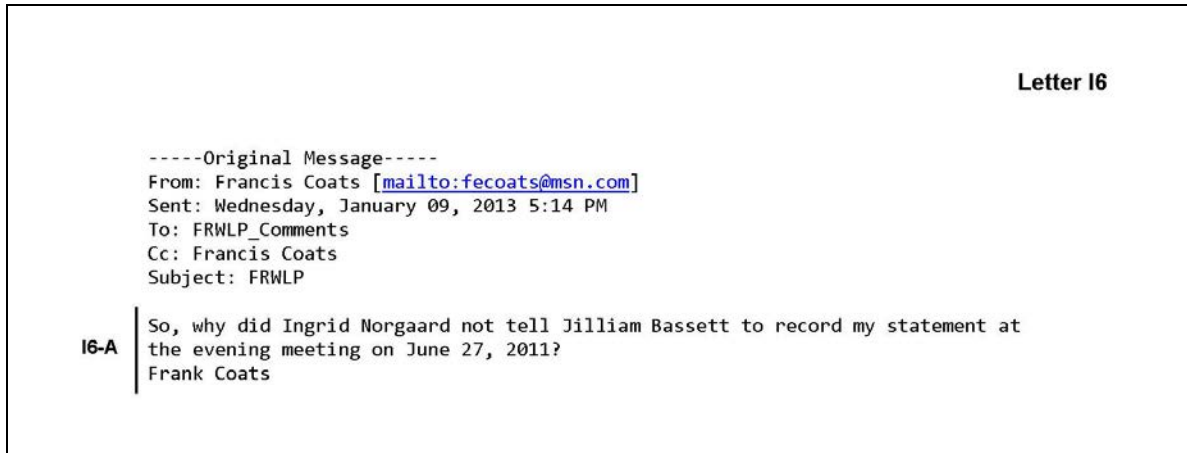 Letter I6
-----Original Message-----
From: Francis Coats [mailto:fecoats@msn.com]
Sent: Wednesday, January 09, 2013 5:14 PM
To: FRWLP_Comments
Cc: Francis Coats
Subject: FRWLP
So, why did Ingrid Norgaard not tell Jilliam Bassett to record my statement at
I6-A
the evening meeting on June 27, 2011?
Frank Coats